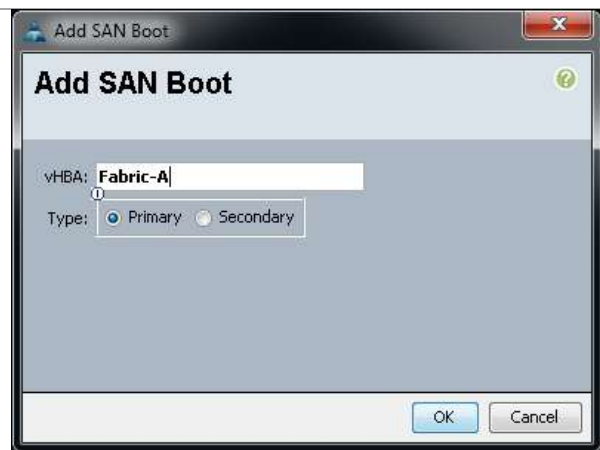 Add SAN Boot
Add SAN Boot
vHBA: Fabric-A
Type: Primary Secondary
OK Cancel